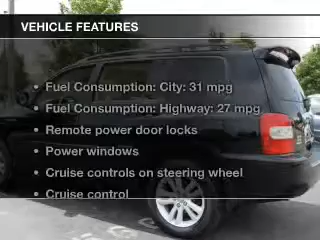 VEHICLE FEATURES
• Fuel Consumption: City: 31 mpg
• Fuel Consumption: Highway: 27 mpg
• Remote power door locks
• Power windows
• Cruise controls on steering wheel
• Cruise control